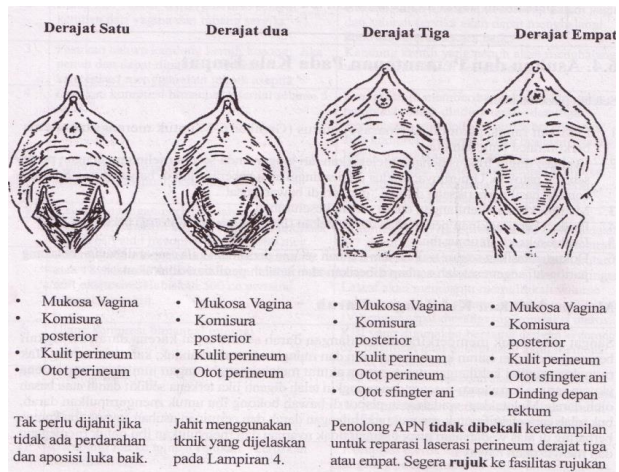 Derajat Satu
Derajat dua
Derajat Tiga
Derajat Empat
• Mukosa Vagina
• Komisura
posterior
• Kulit perineum
• Otot perineum
Tak perlu dijahit jika
tidak ada perdarahan
dan aposisi luka baik.
• Mukosa Vagina
• Komisura
posterior
• Kulit perineum
• Otot perineum
Jahit menggunakan
tknik yang dijelaskan
pada Lampiran 4.
• Mukosa Vagina
• Komisura
posterior
• Kulit perineum
• Otot perineum
• Otot sfingter ani
• Mukosa Vagina
• Komisura
posterior
• Kulit perineum
• Otot perineum
• Otot sfingter ani
• Dinding depan
rektum
Penolong APN tidak dibekali keterampilan
untuk reparasi laserasi perineum derajat tiga
atau empat. Segera rujuk ke fasilitas rujukan